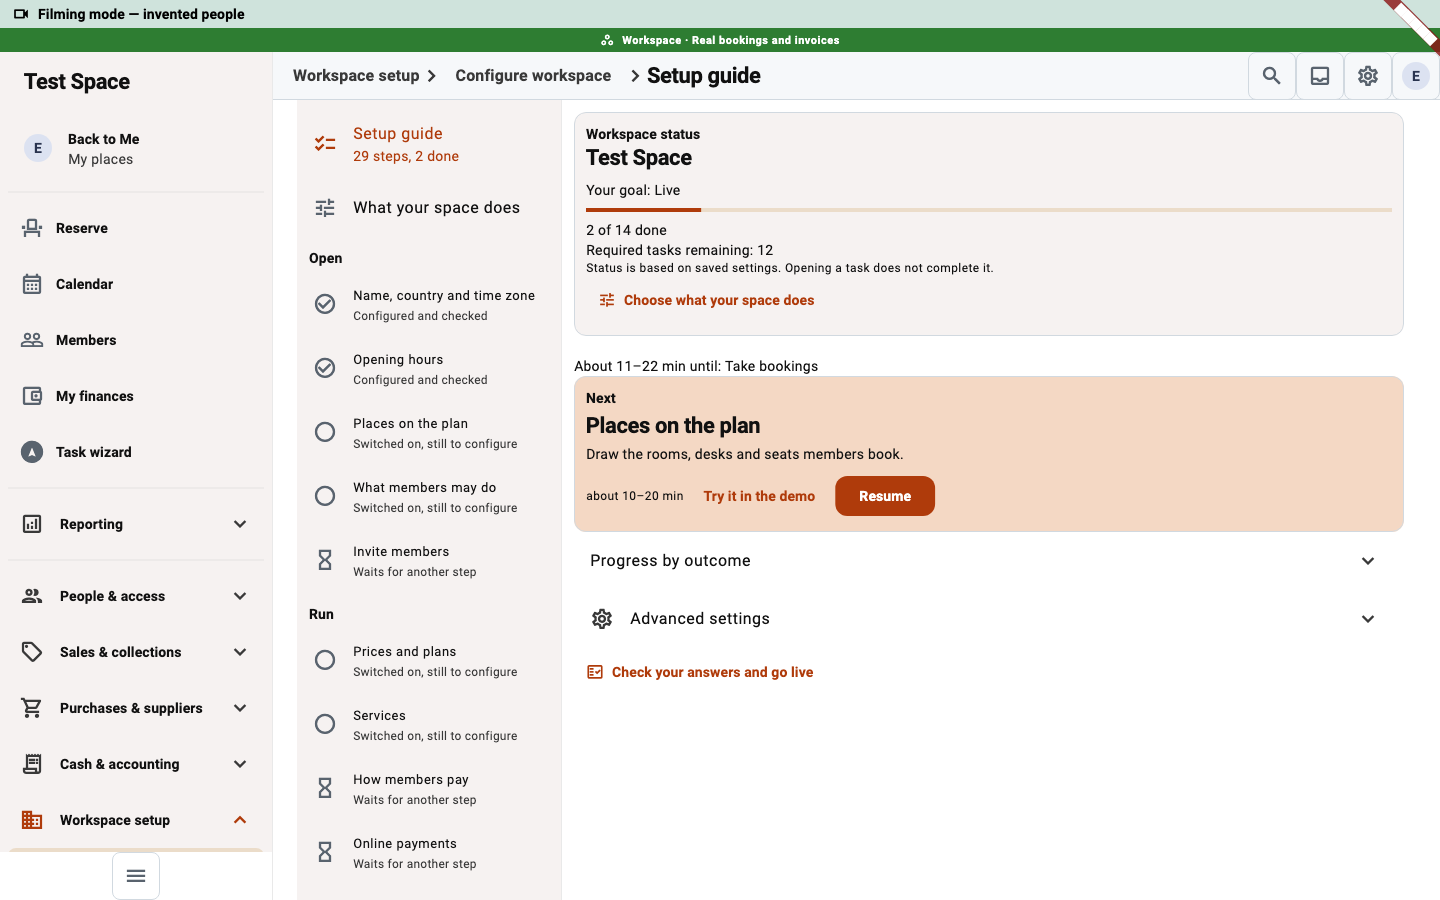 Filming mode — invented people
Workspace · Real bookings and invoices
Test Space
E
Back to Me
My places
Reserve
Calendar
Members
My finances
Task wizard
Reporting
People & access
Sales & collections
Purchases & suppliers
Cash & accounting
Workspace setup
Workspace setup
Configure workspace
Setup guide
E
Setup guide
29 steps, 2 done
What your space does
Open
Name, country and time zone
Configured and checked
Opening hours
Configured and checked
Places on the plan
Switched on, still to configure
What members may do
Switched on, still to configure
Invite members
Waits for another step
Run
Prices and plans
Switched on, still to configure
Services
Switched on, still to configure
How members pay
Waits for another step
Online payments
Waits for another step
Workspace status
Test Space
Your goal: Live
2 of 14 done
Required tasks remaining: 12
Status is based on saved settings. Opening a task does not complete it.
Choose what your space does
About 11–22 min until: Take bookings
Next
Places on the plan
Draw the rooms, desks and seats members book.
about 10–20 min
Try it in the demo
Resume
Progress by outcome
Advanced settings
Check your answers and go live